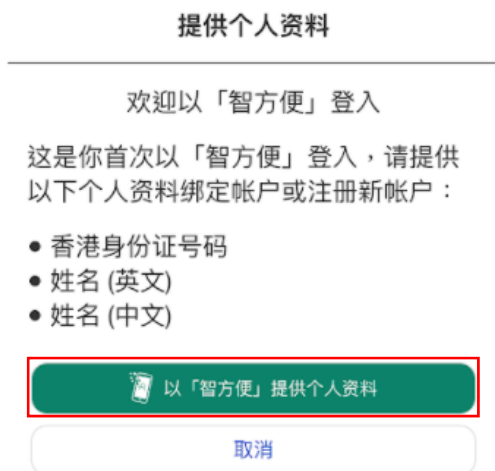 提供个人资料
欢迎以「智方便」登入
这是你首次以「智方便」登入，请提供
以下个人资料绑定帐户或注册新帐户：
● 香港身份证号码
● 姓名 (英文)
● 姓名 (中文)
以「智方便」提供个人资料
取消